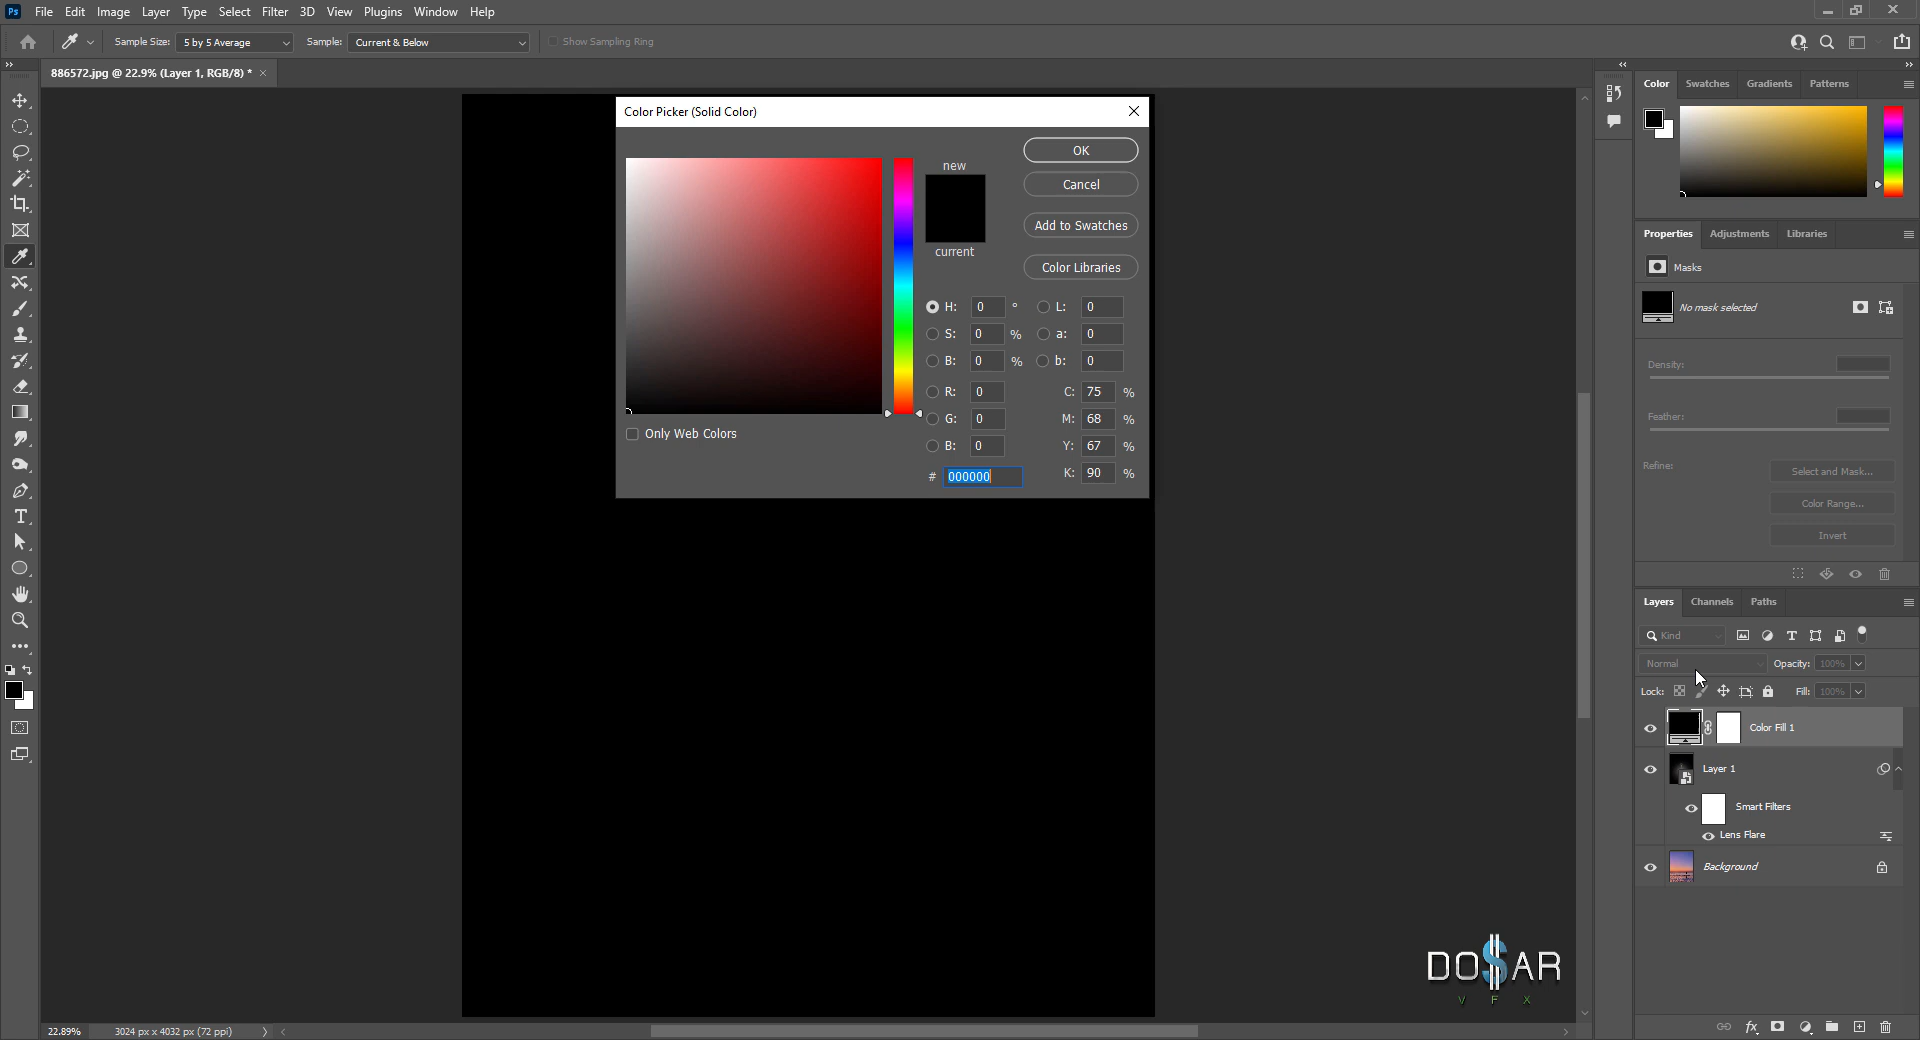 Ps File Edit Image Layer Type Select Filter 3D View Plugins Window Help
Sample Size: 5 by 5 Average Sample: Current & Below Show Sampling Ring
886572.jpg @ 22.9% (Layer 1, RGB/8) *
Color Picker (Solid Color)
new
current
OK
Cancel
Add to Swatches
Color Libraries
H: 0 ° L: 0
S: 0 % a: 0
B: 0 % b: 0
R: 0 C: 75 %
G: 0 M: 68 %
B: 0 Y: 67 %
# 000000 K: 90 %
Only Web Colors
Color Swatches Gradients Patterns
Properties Adjustments Libraries
Masks
No mask selected
Density:
Feather:
Refine: Select and Mask...
Color Range...
Invert
Layers Channels Paths
Kind
Normal Opacity: 100%
Lock: Fill: 100%
Color Fill 1
Layer 1
Smart Filters
Lens Flare
Background
fx
DO$AR
V F X
22.89% 3024 px x 4032 px (72 ppi)